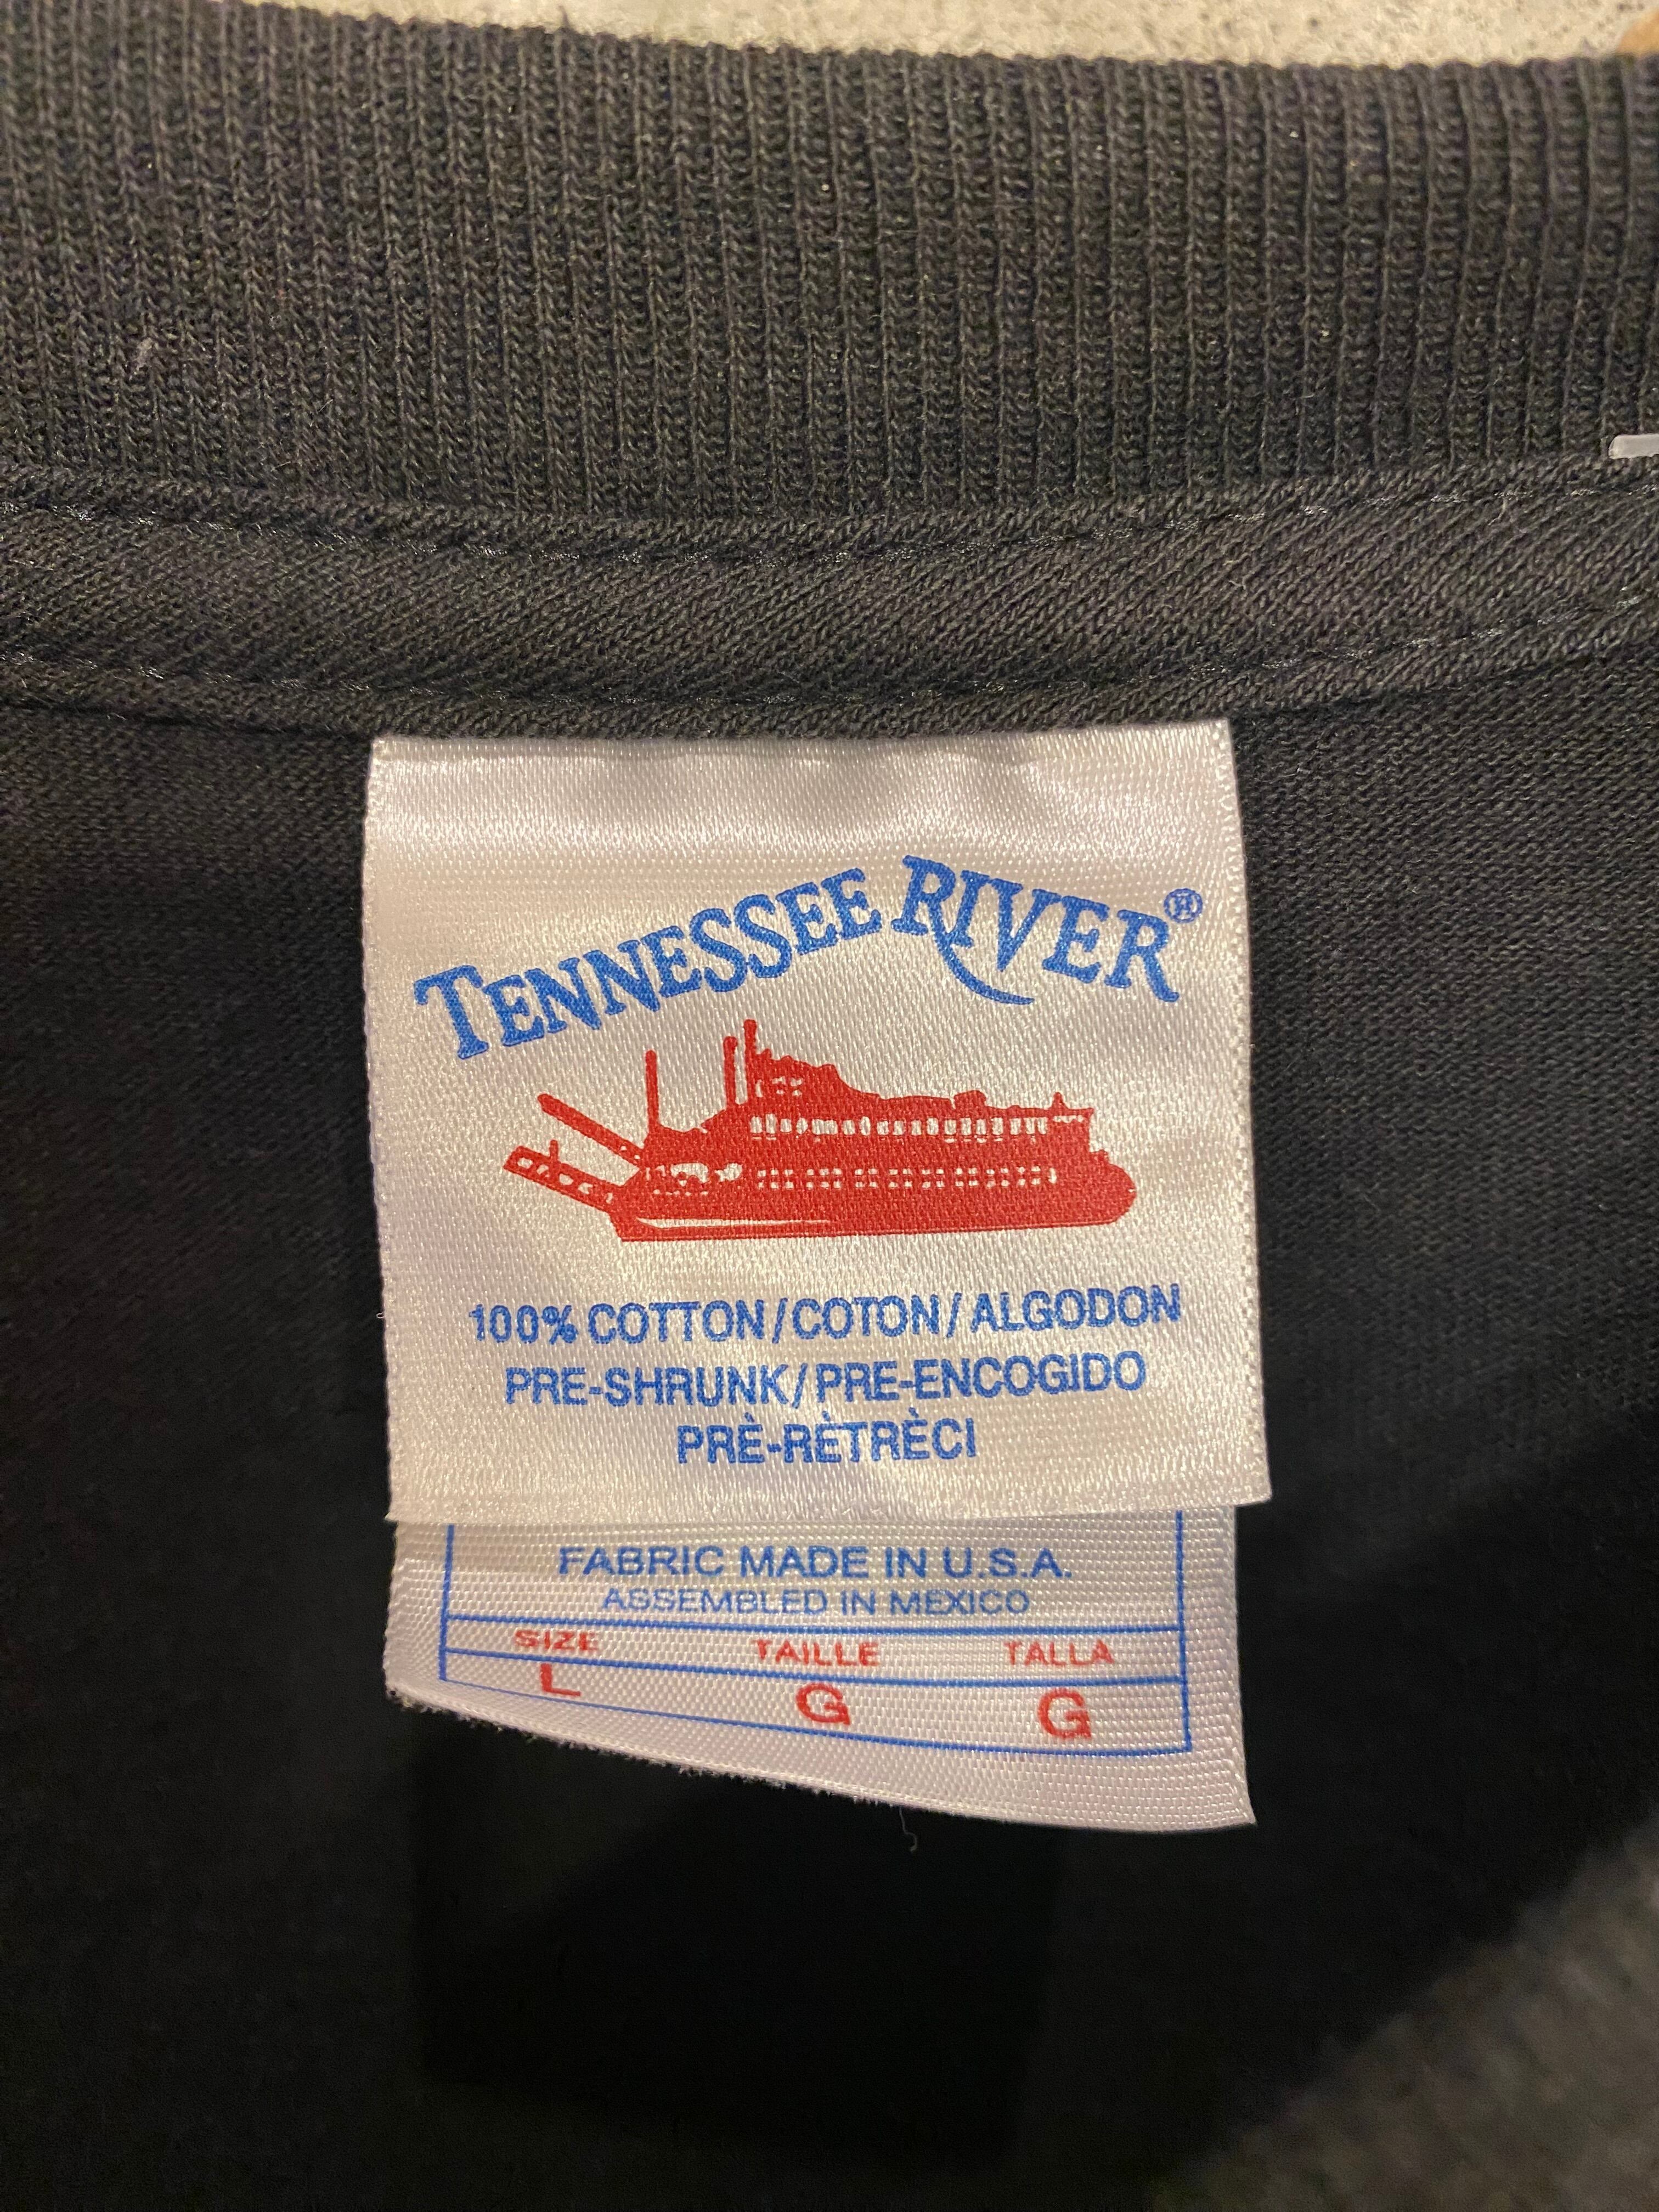 TENNESSEE RIVER®
100% COTTON/COTON/ALGODON
PRE-SHRUNK/PRE-ENCOGIDO
PRÈ-RÈTRÈCI
FABRIC MADE IN U.S.A.
ASSEMBLED IN MEXICO
SIZE TAILLE TALLA
L G G